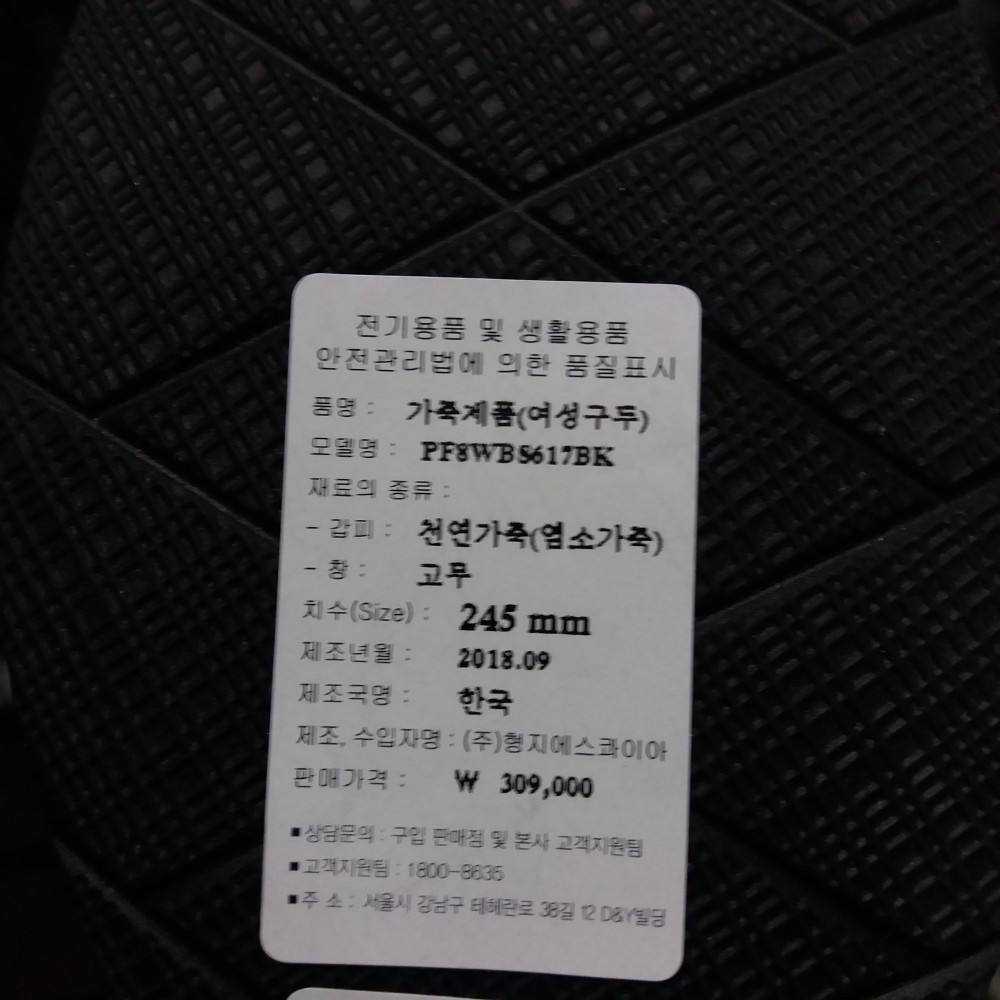 전기용품 및 생활용품
안전관리법에 의한 품질표시
품명 : 가죽제품(여성구두)
모델명 : PF8WBS617BK
재료의 종류 :
- 갑피 : 천연가죽(염소가죽)
- 창 : 고무
치수(Size) : 245 mm
제조년월 : 2018.09
제조국명 : 한국
제조, 수입자명 : (주)형지에스콰이아
판매가격 : ₩ 309,000
■상담문의 : 구입 판매점 및 본사 고객지원팀
■고객지원팀 : 1800-8635
■주 소 : 서울시 강남구 테헤란로 38길 12 D&Y빌딩